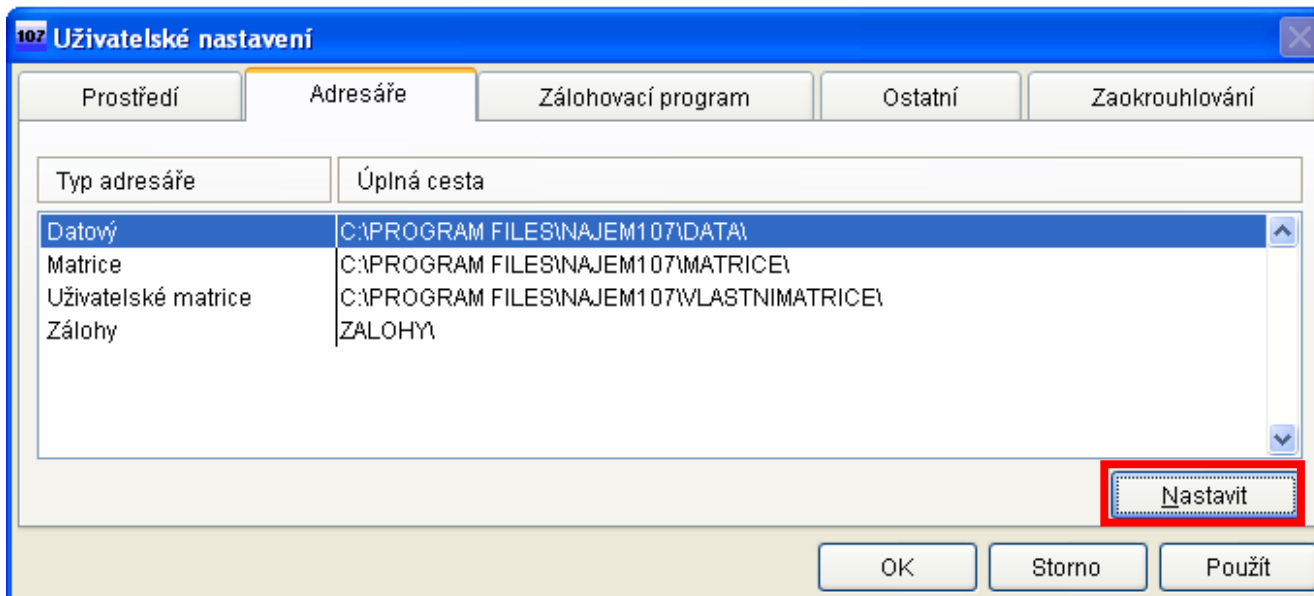 107 Uživatelské nastavení
Prostředí Adresáře Zálohovací program Ostatní Zaokrouhlování
Typ adresáře Úplná cesta
Datový C:\PROGRAM FILES\NAJEM107\DATA\
Matrice C:\PROGRAM FILES\NAJEM107\MATRICE\
Uživatelské matrice C:\PROGRAM FILES\NAJEM107\VLASTNIMATRICE\
Zálohy ZALOHY\
Nastavit
OK Storno Použít